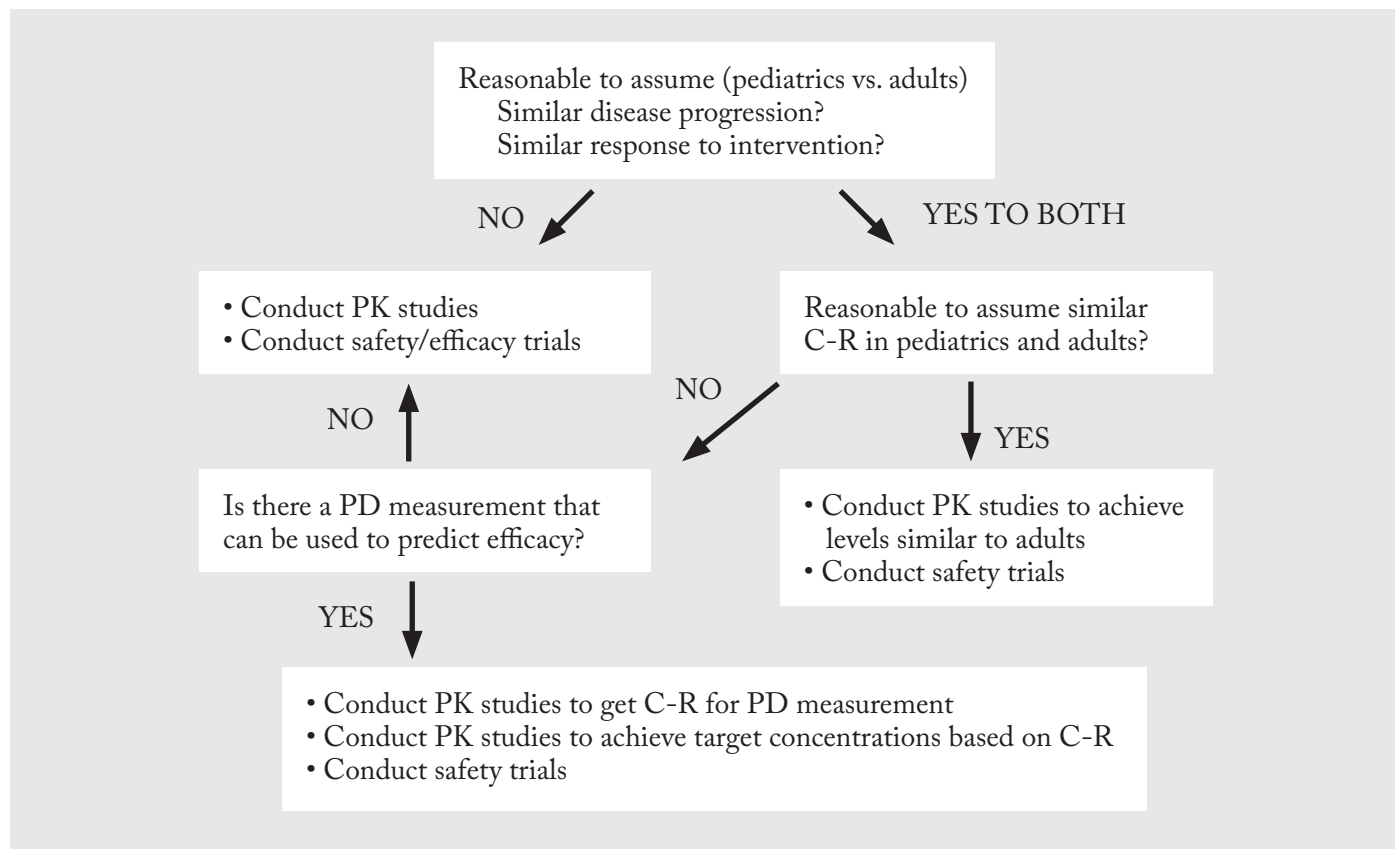 Reasonable to assume (pediatrics vs. adults)
Similar disease progression?
Similar response to intervention?
NO
YES TO BOTH
• Conduct PK studies
• Conduct safety/efficacy trials
Reasonable to assume similar
C-R in pediatrics and adults?
NO
NO
YES
Is there a PD measurement that
can be used to predict efficacy?
• Conduct PK studies to achieve
levels similar to adults
• Conduct safety trials
YES
• Conduct PK studies to get C-R for PD measurement
• Conduct PK studies to achieve target concentrations based on C-R
• Conduct safety trials